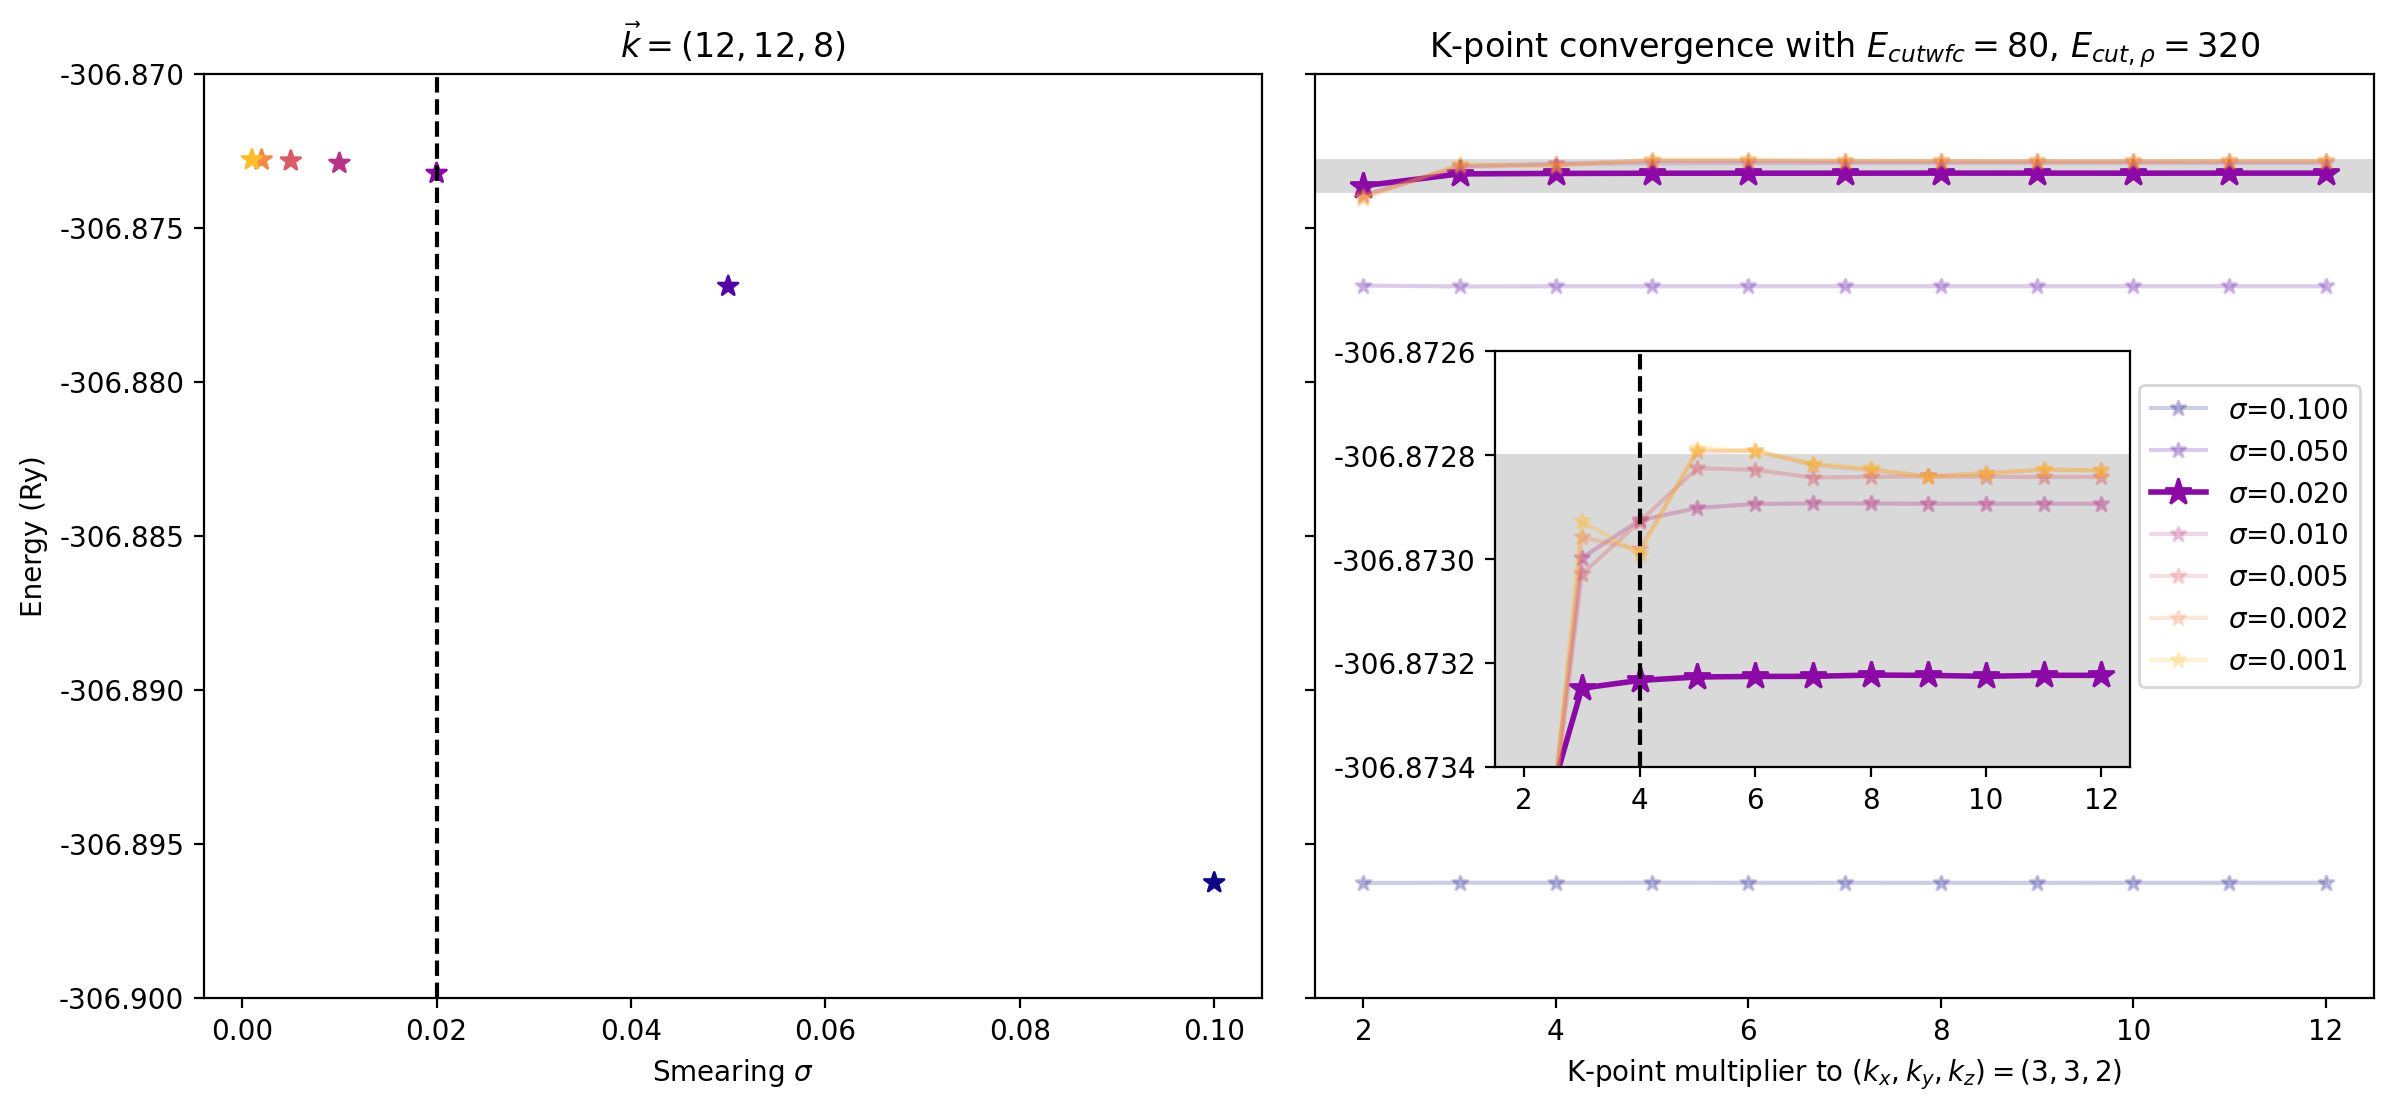 k⃗ = (12, 12, 8)
-306.870
-306.875
-306.880
-306.885
-306.890
-306.895
-306.900
Energy (Ry)
0.00 0.02 0.04 0.06 0.08 0.10
Smearing σ
K-point convergence with E_cutwfc = 80, E_cut,ρ = 320
-306.8726
-306.8728
-306.8730
-306.8732
-306.8734
2 4 6 8 10 12
σ=0.100
σ=0.050
σ=0.020
σ=0.010
σ=0.005
σ=0.002
σ=0.001
2 4 6 8 10 12
K-point multiplier to (k_x, k_y, k_z) = (3, 3, 2)